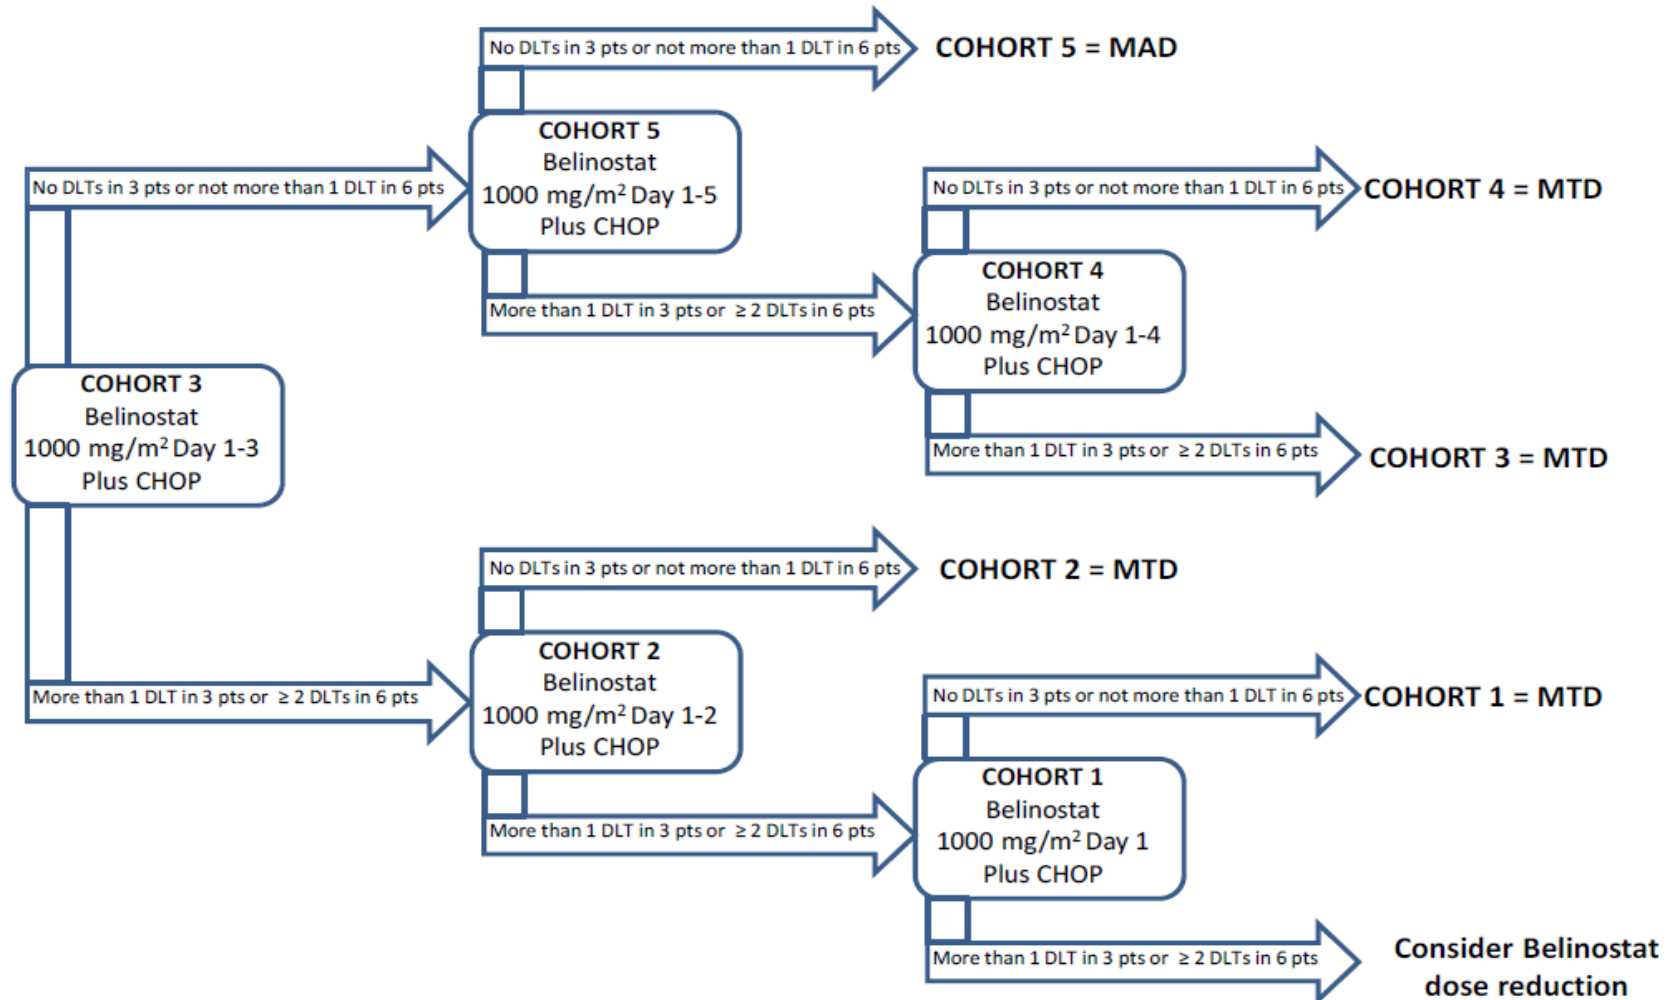 No DLTs in 3 pts or not more than 1 DLT in 6 pts
COHORT 5 = MAD
COHORT 5
Belinostat
1000 mg/m² Day 1-5
Plus CHOP
No DLTs in 3 pts or not more than 1 DLT in 6 pts
No DLTs in 3 pts or not more than 1 DLT in 6 pts
COHORT 4 = MTD
More than 1 DLT in 3 pts or ≥ 2 DLTs in 6 pts
COHORT 4
Belinostat
1000 mg/m² Day 1-4
Plus CHOP
COHORT 3
Belinostat
1000 mg/m² Day 1-3
Plus CHOP
More than 1 DLT in 3 pts or ≥ 2 DLTs in 6 pts
COHORT 3 = MTD
No DLTs in 3 pts or not more than 1 DLT in 6 pts
COHORT 2 = MTD
COHORT 2
Belinostat
1000 mg/m² Day 1-2
Plus CHOP
More than 1 DLT in 3 pts or ≥ 2 DLTs in 6 pts
No DLTs in 3 pts or not more than 1 DLT in 6 pts
COHORT 1 = MTD
More than 1 DLT in 3 pts or ≥ 2 DLTs in 6 pts
COHORT 1
Belinostat
1000 mg/m² Day 1
Plus CHOP
More than 1 DLT in 3 pts or ≥ 2 DLTs in 6 pts
Consider Belinostat
dose reduction